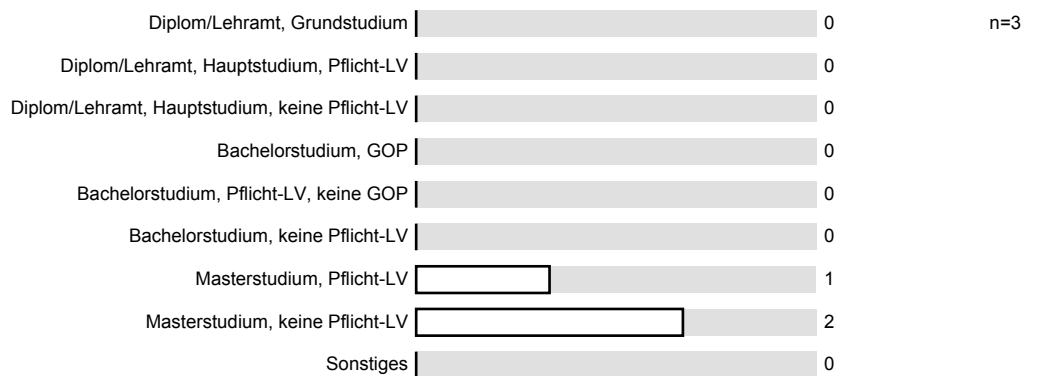 Diplom/Lehramt, Grundstudium 0 n=3
Diplom/Lehramt, Hauptstudium, Pflicht-LV 0
Diplom/Lehramt, Hauptstudium, keine Pflicht-LV 0
Bachelorstudium, GOP 0
Bachelorstudium, Pflicht-LV, keine GOP 0
Bachelorstudium, keine Pflicht-LV 0
Masterstudium, Pflicht-LV 1
Masterstudium, keine Pflicht-LV 2
Sonstiges 0